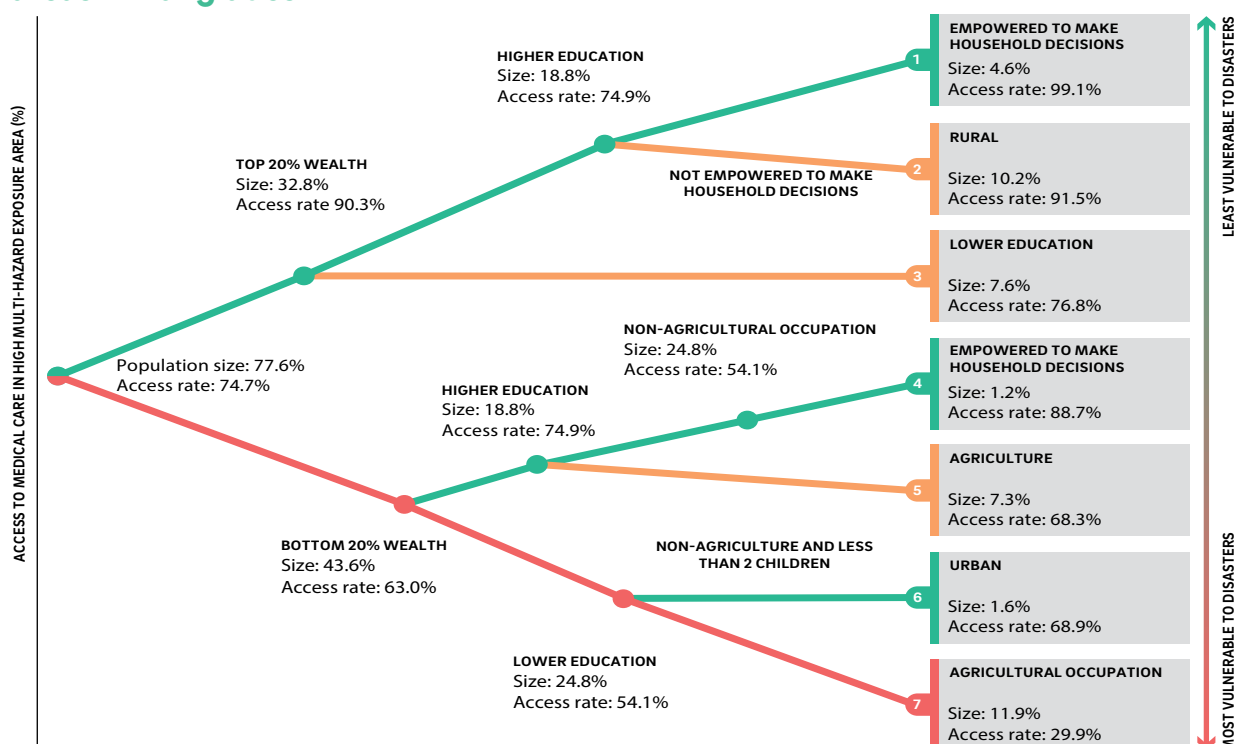 HIGHER EDUCATION
Size: 18.8%
Access rate: 74.9%
TOP 20% WEALTH
Size: 32.8%
Access rate 90.3%
NOT EMPOWERED TO MAKE
HOUSEHOLD DECISIONS
Population size: 77.6%
Access rate: 74.7%
NON-AGRICULTURAL OCCUPATION
Size: 24.8%
Access rate: 54.1%
HIGHER EDUCATION
Size: 18.8%
Access rate: 74.9%
BOTTOM 20% WEALTH
Size: 43.6%
Access rate: 63.0%
NON-AGRICULTURE AND LESS
THAN 2 CHILDREN
LOWER EDUCATION
Size: 24.8%
Access rate: 54.1%
1
EMPOWERED TO MAKE
HOUSEHOLD DECISIONS
Size: 4.6%
Access rate: 99.1%
2
RURAL
Size: 10.2%
Access rate: 91.5%
3
LOWER EDUCATION
Size: 7.6%
Access rate: 76.8%
4
EMPOWERED TO MAKE
HOUSEHOLD DECISIONS
Size: 1.2%
Access rate: 88.7%
5
AGRICULTURE
Size: 7.3%
Access rate: 68.3%
6
URBAN
Size: 1.6%
Access rate: 68.9%
7
AGRICULTURAL OCCUPATION
Size: 11.9%
Access rate: 29.9%
ACCESS TO MEDICAL CARE IN HIGH MULTI-HAZARD EXPOSURE AREA (%)
LEAST VULNERABLE TO DISASTERS
MOST VULNERABLE TO DISASTERS